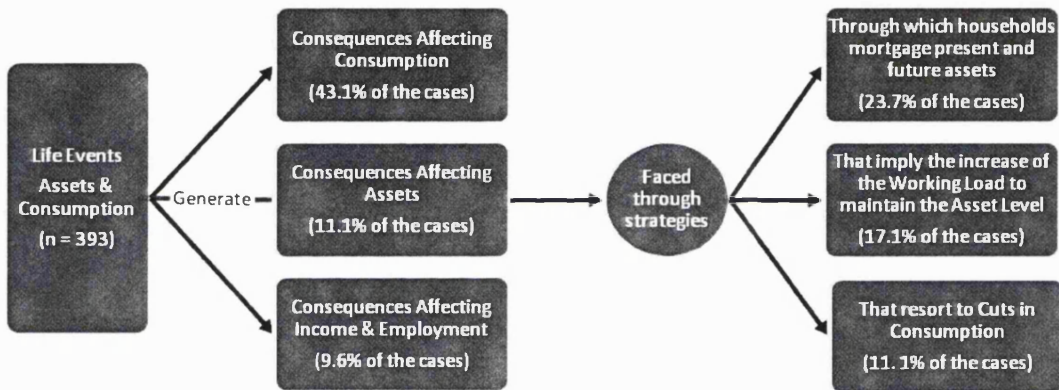 Life Events
Assets &
Consumption
(n = 393)
Generate
Consequences Affecting
Consumption
(43.1% of the cases)
Consequences Affecting
Assets
(11.1% of the cases)
Consequences Affecting
Income & Employment
(9.6% of the cases)
Faced
through
strategies
Through which households
mortgage present and
future assets
(23.7% of the cases)
That imply the increase of
the Working Load to
maintain the Asset Level
(17.1% of the cases)
That resort to Cuts in
Consumption
(11. 1% of the cases)